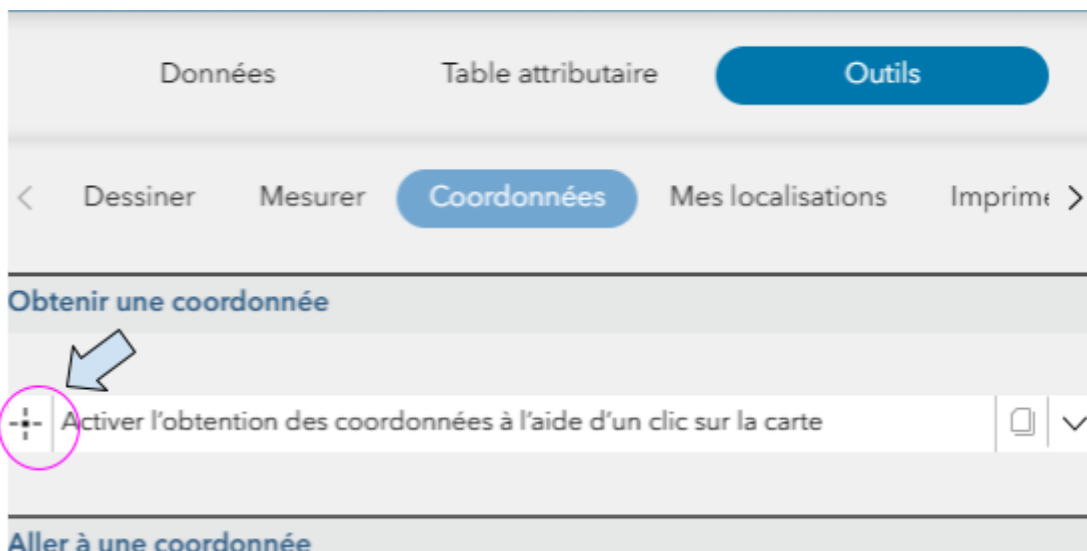 Données Table attributaire Outils
Dessiner Mesurer Coordonnées Mes localisations Imprime
Obtenir une coordonnée
Activer l'obtention des coordonnées à l'aide d'un clic sur la carte
Aller à une coordonnée